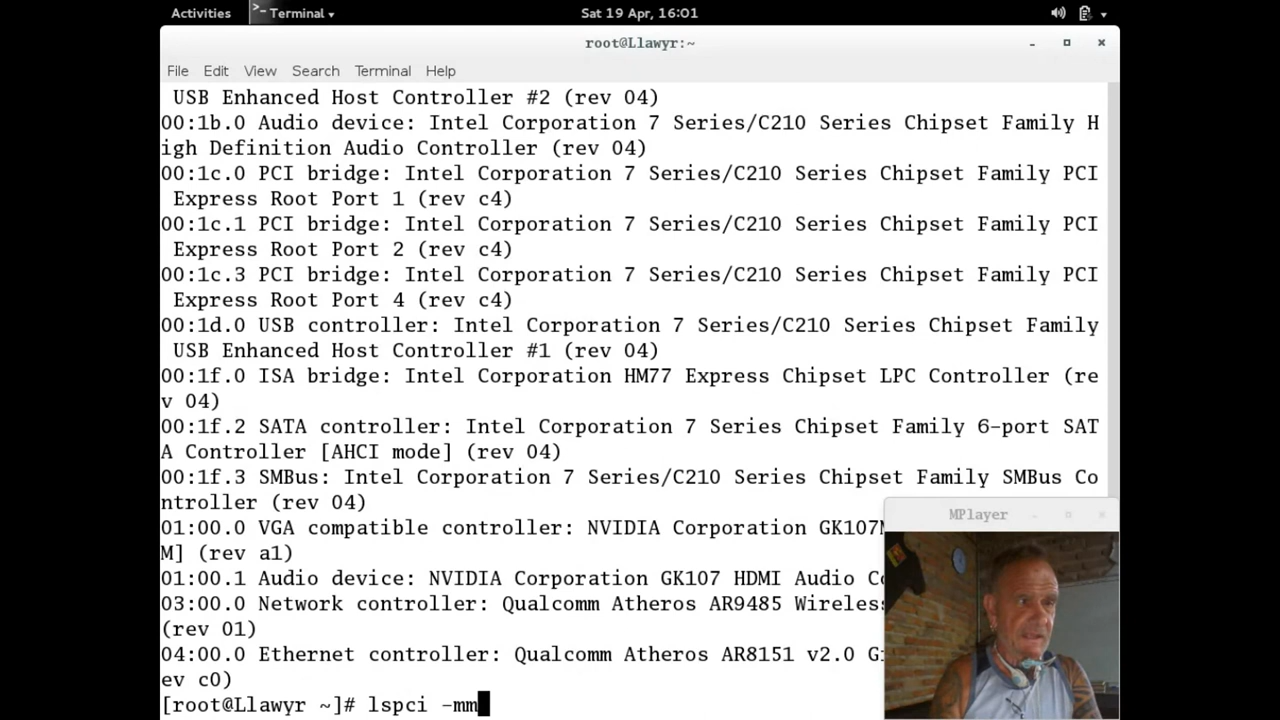 Activities Terminal Sat 19 Apr, 16:01
root@Llawyr:~
File Edit View Search Terminal Help
USB Enhanced Host Controller #2 (rev 04)
00:1b.0 Audio device: Intel Corporation 7 Series/C210 Series Chipset Family H
igh Definition Audio Controller (rev 04)
00:1c.0 PCI bridge: Intel Corporation 7 Series/C210 Series Chipset Family PCI
Express Root Port 1 (rev c4)
00:1c.1 PCI bridge: Intel Corporation 7 Series/C210 Series Chipset Family PCI
Express Root Port 2 (rev c4)
00:1c.3 PCI bridge: Intel Corporation 7 Series/C210 Series Chipset Family PCI
Express Root Port 4 (rev c4)
00:1d.0 USB controller: Intel Corporation 7 Series/C210 Series Chipset Family
USB Enhanced Host Controller #1 (rev 04)
00:1f.0 ISA bridge: Intel Corporation HM77 Express Chipset LPC Controller (re
v 04)
00:1f.2 SATA controller: Intel Corporation 7 Series Chipset Family 6-port SAT
A Controller [AHCI mode] (rev 04)
00:1f.3 SMBus: Intel Corporation 7 Series/C210 Series Chipset Family SMBus Co
ntroller (rev 04)
01:00.0 VGA compatible controller: NVIDIA Corporation GK107
M] (rev a1)
MPlayer
01:00.1 Audio device: NVIDIA Corporation GK107 HDMI Audio
03:00.0 Network controller: Qualcomm Atheros AR9485 Wireless
(rev 01)
04:00.0 Ethernet controller: Qualcomm Atheros AR8151 v2.0
ev c0)
[root@Llawyr ~]# lspci -mm